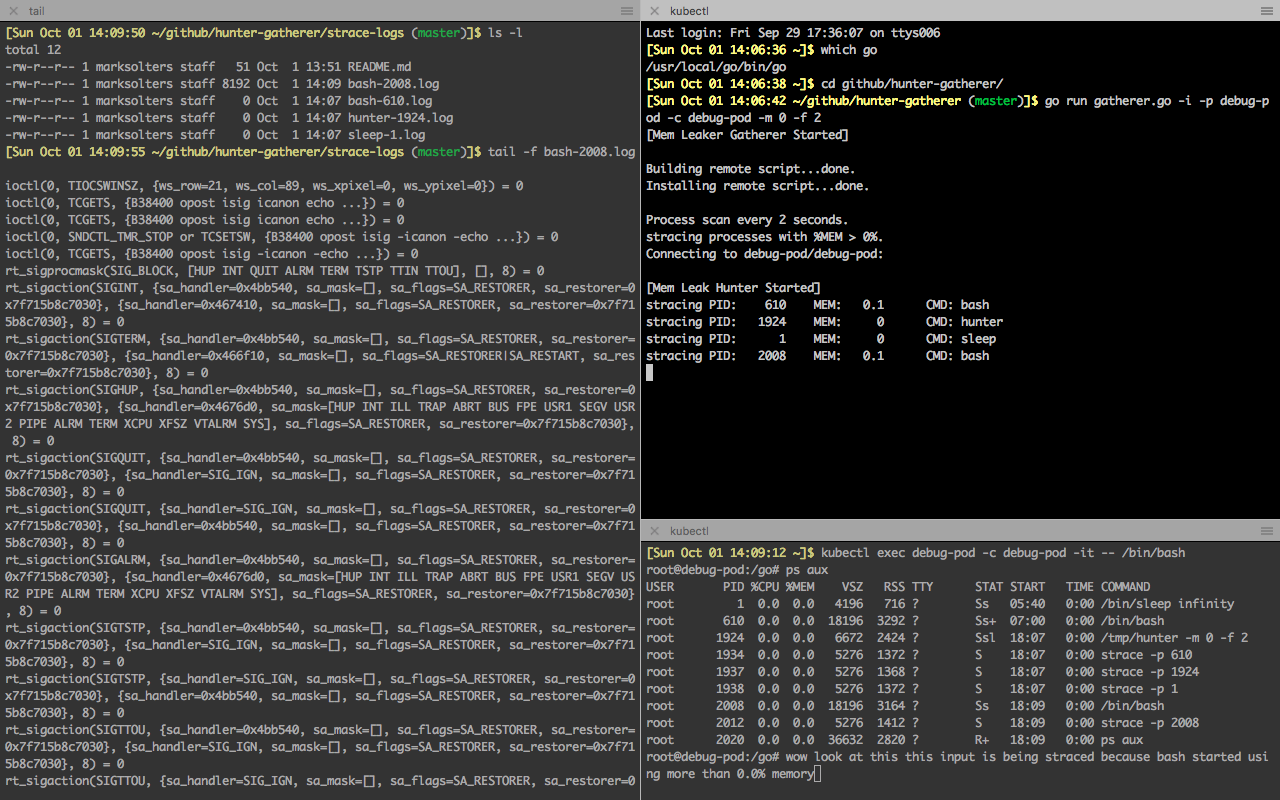 tail
[Sun Oct 01 14:09:50 ~/github/hunter-gatherer/strace-logs (master)]$ ls -l
total 12
-rw-r--r-- 1 marksolters staff   51 Oct  1 13:51 README.md
-rw-r--r-- 1 marksolters staff 8192 Oct  1 14:09 bash-2008.log
-rw-r--r-- 1 marksolters staff    0 Oct  1 14:07 bash-610.log
-rw-r--r-- 1 marksolters staff    0 Oct  1 14:07 hunter-1924.log
-rw-r--r-- 1 marksolters staff    0 Oct  1 14:07 sleep-1.log
[Sun Oct 01 14:09:55 ~/github/hunter-gatherer/strace-logs (master)]$ tail -f bash-2008.log
ioctl(0, TIOCSWINSZ, {ws_row=21, ws_col=89, ws_xpixel=0, ws_ypixel=0}) = 0
ioctl(0, TCGETS, {B38400 opost isig icanon echo ...}) = 0
ioctl(0, TCGETS, {B38400 opost isig icanon echo ...}) = 0
ioctl(0, SNDCTL_TMR_STOP or TCSETSW, {B38400 opost isig -icanon -echo ...}) = 0
ioctl(0, TCGETS, {B38400 opost isig -icanon -echo ...}) = 0
rt_sigprocmask(SIG_BLOCK, [HUP INT QUIT ALRM TERM TSTP TTIN TTOU], [], 8) = 0
rt_sigaction(SIGINT, {sa_handler=0x4bb540, sa_mask=[], sa_flags=SA_RESTORER, sa_restorer=0
x7f715b8c7030}, {sa_handler=0x467410, sa_mask=[], sa_flags=SA_RESTORER, sa_restorer=0x7f71
5b8c7030}, 8) = 0
rt_sigaction(SIGTERM, {sa_handler=0x4bb540, sa_mask=[], sa_flags=SA_RESTORER, sa_restorer=
0x7f715b8c7030}, {sa_handler=0x466f10, sa_mask=[], sa_flags=SA_RESTORER|SA_RESTART, sa_res
torer=0x7f715b8c7030}, 8) = 0
rt_sigaction(SIGHUP, {sa_handler=0x4bb540, sa_mask=[], sa_flags=SA_RESTORER, sa_restorer=0
x7f715b8c7030}, {sa_handler=0x4676d0, sa_mask=[HUP INT ILL TRAP ABRT BUS FPE USR1 SEGV USR
2 PIPE ALRM TERM XCPU XFSZ VTALRM SYS], sa_flags=SA_RESTORER, sa_restorer=0x7f715b8c7030},
 8) = 0
rt_sigaction(SIGQUIT, {sa_handler=0x4bb540, sa_mask=[], sa_flags=SA_RESTORER, sa_restorer=
0x7f715b8c7030}, {sa_handler=SIG_IGN, sa_mask=[], sa_flags=SA_RESTORER, sa_restorer=0x7f71
5b8c7030}, 8) = 0
rt_sigaction(SIGQUIT, {sa_handler=SIG_IGN, sa_mask=[], sa_flags=SA_RESTORER, sa_restorer=0
x7f715b8c7030}, {sa_handler=0x4bb540, sa_mask=[], sa_flags=SA_RESTORER, sa_restorer=0x7f71
5b8c7030}, 8) = 0
rt_sigaction(SIGALRM, {sa_handler=0x4bb540, sa_mask=[], sa_flags=SA_RESTORER, sa_restorer=
0x7f715b8c7030}, {sa_handler=0x4676d0, sa_mask=[HUP INT ILL TRAP ABRT BUS FPE USR1 SEGV US
R2 PIPE ALRM TERM XCPU XFSZ VTALRM SYS], sa_flags=SA_RESTORER, sa_restorer=0x7f715b8c7030}
, 8) = 0
rt_sigaction(SIGTSTP, {sa_handler=0x4bb540, sa_mask=[], sa_flags=SA_RESTORER, sa_restorer=
0x7f715b8c7030}, {sa_handler=SIG_IGN, sa_mask=[], sa_flags=SA_RESTORER, sa_restorer=0x7f71
5b8c7030}, 8) = 0
rt_sigaction(SIGTSTP, {sa_handler=SIG_IGN, sa_mask=[], sa_flags=SA_RESTORER, sa_restorer=0
x7f715b8c7030}, {sa_handler=0x4bb540, sa_mask=[], sa_flags=SA_RESTORER, sa_restorer=0x7f71
5b8c7030}, 8) = 0
rt_sigaction(SIGTTOU, {sa_handler=0x4bb540, sa_mask=[], sa_flags=SA_RESTORER, sa_restorer=
0x7f715b8c7030}, {sa_handler=SIG_IGN, sa_mask=[], sa_flags=SA_RESTORER, sa_restorer=0x7f71
5b8c7030}, 8) = 0
rt_sigaction(SIGTTOU, {sa_handler=SIG_IGN, sa_mask=[], sa_flags=SA_RESTORER, sa_restorer=0
kubectl
Last login: Fri Sep 29 17:36:07 on ttys006
[Sun Oct 01 14:06:36 ~]$ which go
/usr/local/go/bin/go
[Sun Oct 01 14:06:38 ~]$ cd github/hunter-gatherer/
[Sun Oct 01 14:06:42 ~/github/hunter-gatherer (master)]$ go run gatherer.go -i -p debug-p
od -c debug-pod -m 0 -f 2
[Mem Leaker Gatherer Started]
Building remote script...done.
Installing remote script...done.
Process scan every 2 seconds.
stracing processes with %MEM > 0%.
Connecting to debug-pod/debug-pod:
[Mem Leak Hunter Started]
stracing PID:    610    MEM:   0.1      CMD: bash
stracing PID:   1924    MEM:     0      CMD: hunter
stracing PID:      1    MEM:     0      CMD: sleep
stracing PID:   2008    MEM:   0.1      CMD: bash
kubectl
[Sun Oct 01 14:09:12 ~]$ kubectl exec debug-pod -c debug-pod -it -- /bin/bash
root@debug-pod:/go# ps aux
USER       PID %CPU %MEM    VSZ   RSS TTY      STAT START   TIME COMMAND
root         1  0.0  0.0   4196   716 ?        Ss   05:40   0:00 /bin/sleep infinity
root       610  0.0  0.0  18196  3292 ?        Ss+  07:00   0:00 /bin/bash
root      1924  0.0  0.0   6672  2424 ?        Ssl  18:07   0:00 /tmp/hunter -m 0 -f 2
root      1934  0.0  0.0   5276  1372 ?        S    18:07   0:00 strace -p 610
root      1937  0.0  0.0   5276  1368 ?        S    18:07   0:00 strace -p 1924
root      1938  0.0  0.0   5276  1372 ?        S    18:07   0:00 strace -p 1
root      2008  0.0  0.0  18196  3164 ?        Ss   18:09   0:00 /bin/bash
root      2012  0.0  0.0   5276  1412 ?        S    18:09   0:00 strace -p 2008
root      2020  0.0  0.0  36632  2820 ?        R+   18:09   0:00 ps aux
root@debug-pod:/go# wow look at this this input is being straced because bash started usi
ng more than 0.0% memory